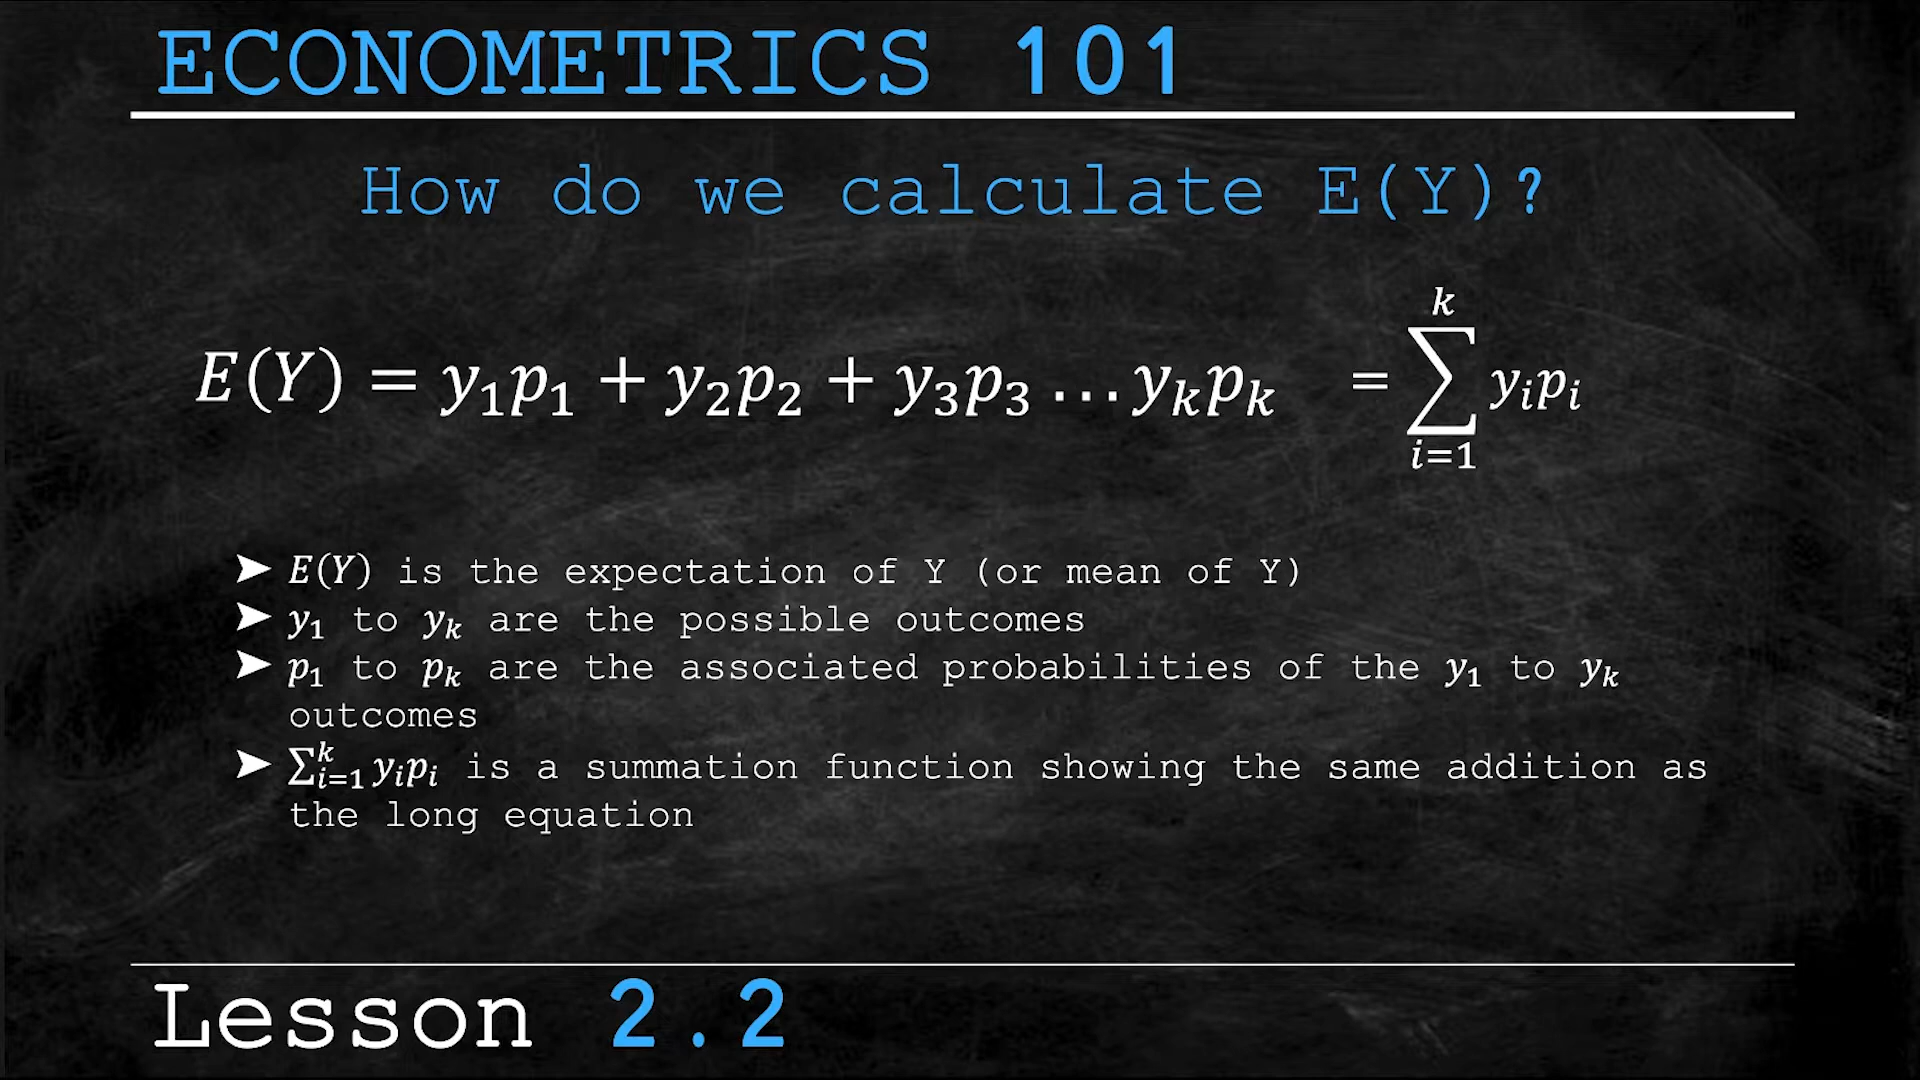 ECONOMETRICS 101
How do we calculate E(Y)?
E(Y) = y₁p₁ + y₂p₂ + y₃p₃ … yₖpₖ = ∑ᵏᵢ₌₁ yᵢpᵢ
➤ E(Y) is the expectation of Y (or mean of Y)
➤ y₁ to yₖ are the possible outcomes
➤ p₁ to pₖ are the associated probabilities of the y₁ to yₖ
outcomes
➤ ∑ᵏᵢ₌₁ yᵢpᵢ is a summation function showing the same addition as
the long equation
Lesson 2.2